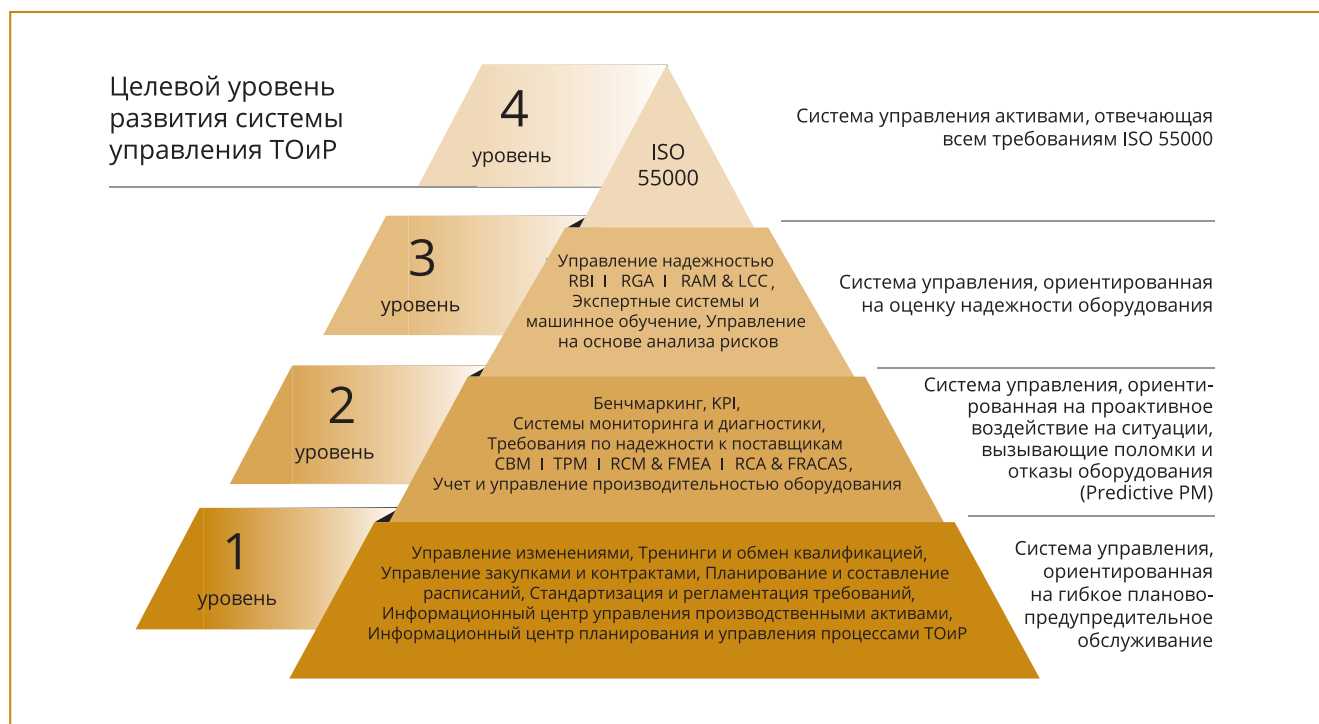 Целевой уровень
развития системы
управления ТОиР
4
уровень
ISO
55000
Система управления активами, отвечающая
всем требованиям ISO 55000
3
уровень
Управление надежностью
RBI I RGA I RAM & LCC,
Экспертные системы и
машинное обучение, Управление
на основе анализа рисков
Система управления, ориентированная
на оценку надежности оборудования
2
уровень
Бенчмаркинг, KPI,
Системы мониторинга и диагностики,
Требования по надежности к поставщикам
CBM I TPM I RCM & FMEA I RCA & FRACAS,
Учет и управление производительностью оборудования
Система управления, ориенти-
рованная на проактивное
воздействие на ситуации,
вызывающие поломки и
отказы оборудования
(Predictive PM)
1
уровень
Управление изменениями, Тренинги и обмен квалификацией,
Управление закупками и контрактами, Планирование и составление
расписаний, Стандартизация и регламентация требований,
Информационный центр управления производственными активами,
Информационный центр планирования и управления процессами ТОиР
Система управления,
ориентированная
на гибкое планово-
предупредительное
обслуживание